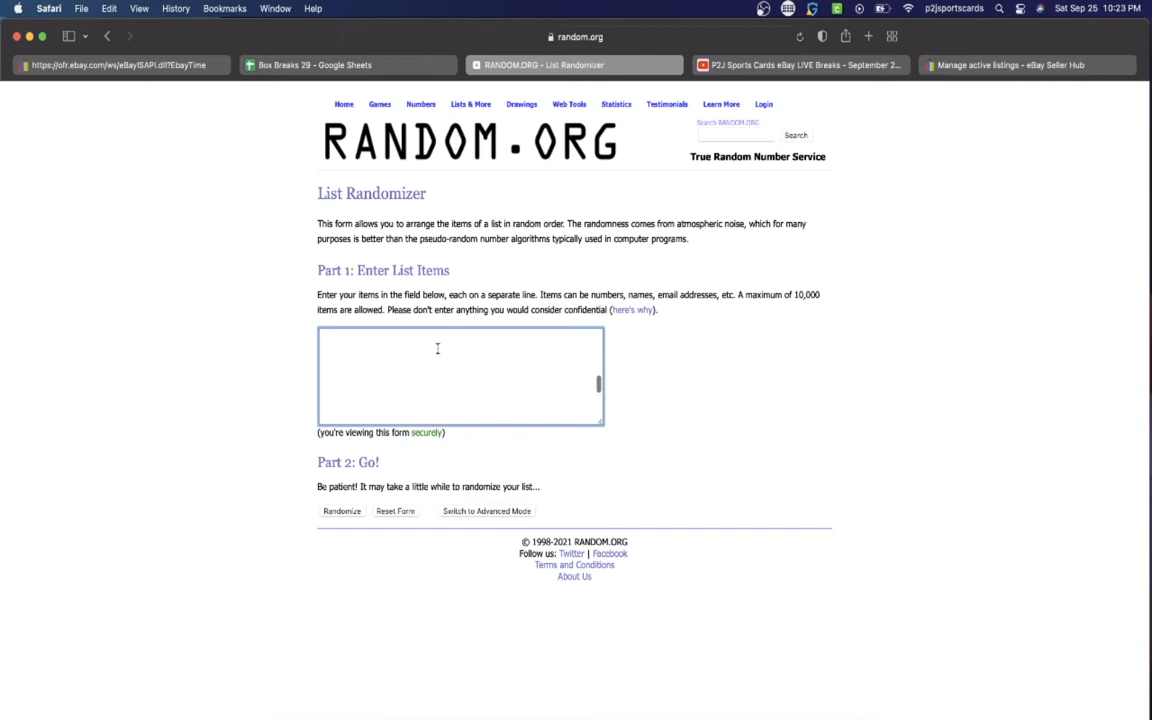 Safari File Edit View History Bookmarks Window Help p2jsportscards Sat Sep 25 10:23 PM
random.org
https://ofr.ebay.com/ws/eBayISAPI.dll?EbayTime
Box Breaks 29 - Google Sheets
RANDOM.ORG - List Randomizer
P2J Sports Cards eBay LIVE Breaks - September 2...
Manage active listings - eBay Seller Hub
Home Games Numbers Lists & More Drawings Web Tools Statistics Testimonials Learn More Login
Search RANDOM.ORG
Search
RANDOM.ORG
True Random Number Service
List Randomizer
This form allows you to arrange the items of a list in random order. The randomness comes from atmospheric noise, which for many
purposes is better than the pseudo-random number algorithms typically used in computer programs.
Part 1: Enter List Items
Enter your items in the field below, each on a separate line. Items can be numbers, names, email addresses, etc. A maximum of 10,000
items are allowed. Please don't enter anything you would consider confidential (here's why).
(you're viewing this form securely)
Part 2: Go!
Be patient! It may take a little while to randomize your list...
Randomize Reset Form Switch to Advanced Mode
© 1998-2021 RANDOM.ORG
Follow us: Twitter | Facebook
Terms and Conditions
About Us